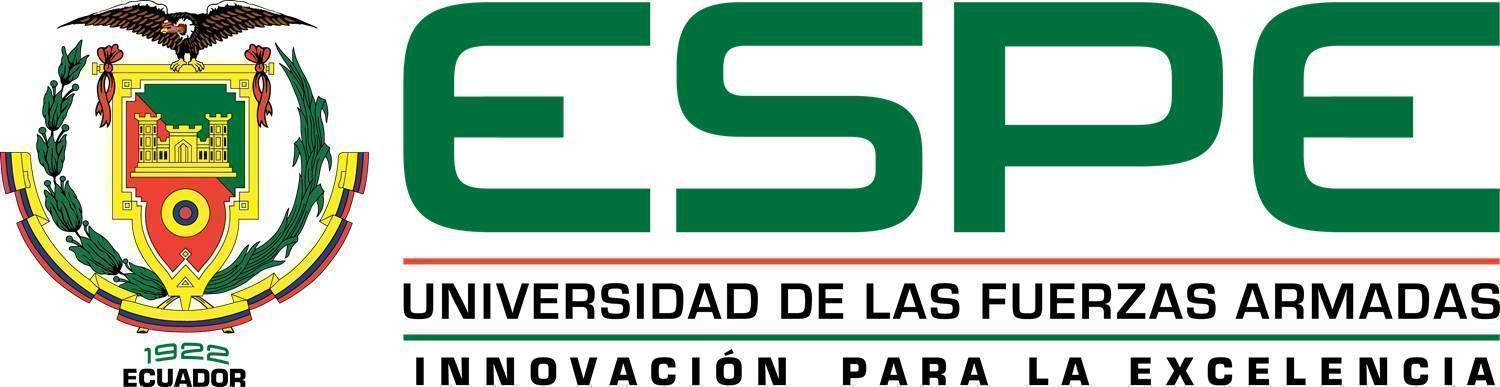 ESPE
UNIVERSIDAD DE LAS FUERZAS ARMADAS
INNOVACIÓN PARA LA EXCELENCIA
1922
ECUADOR